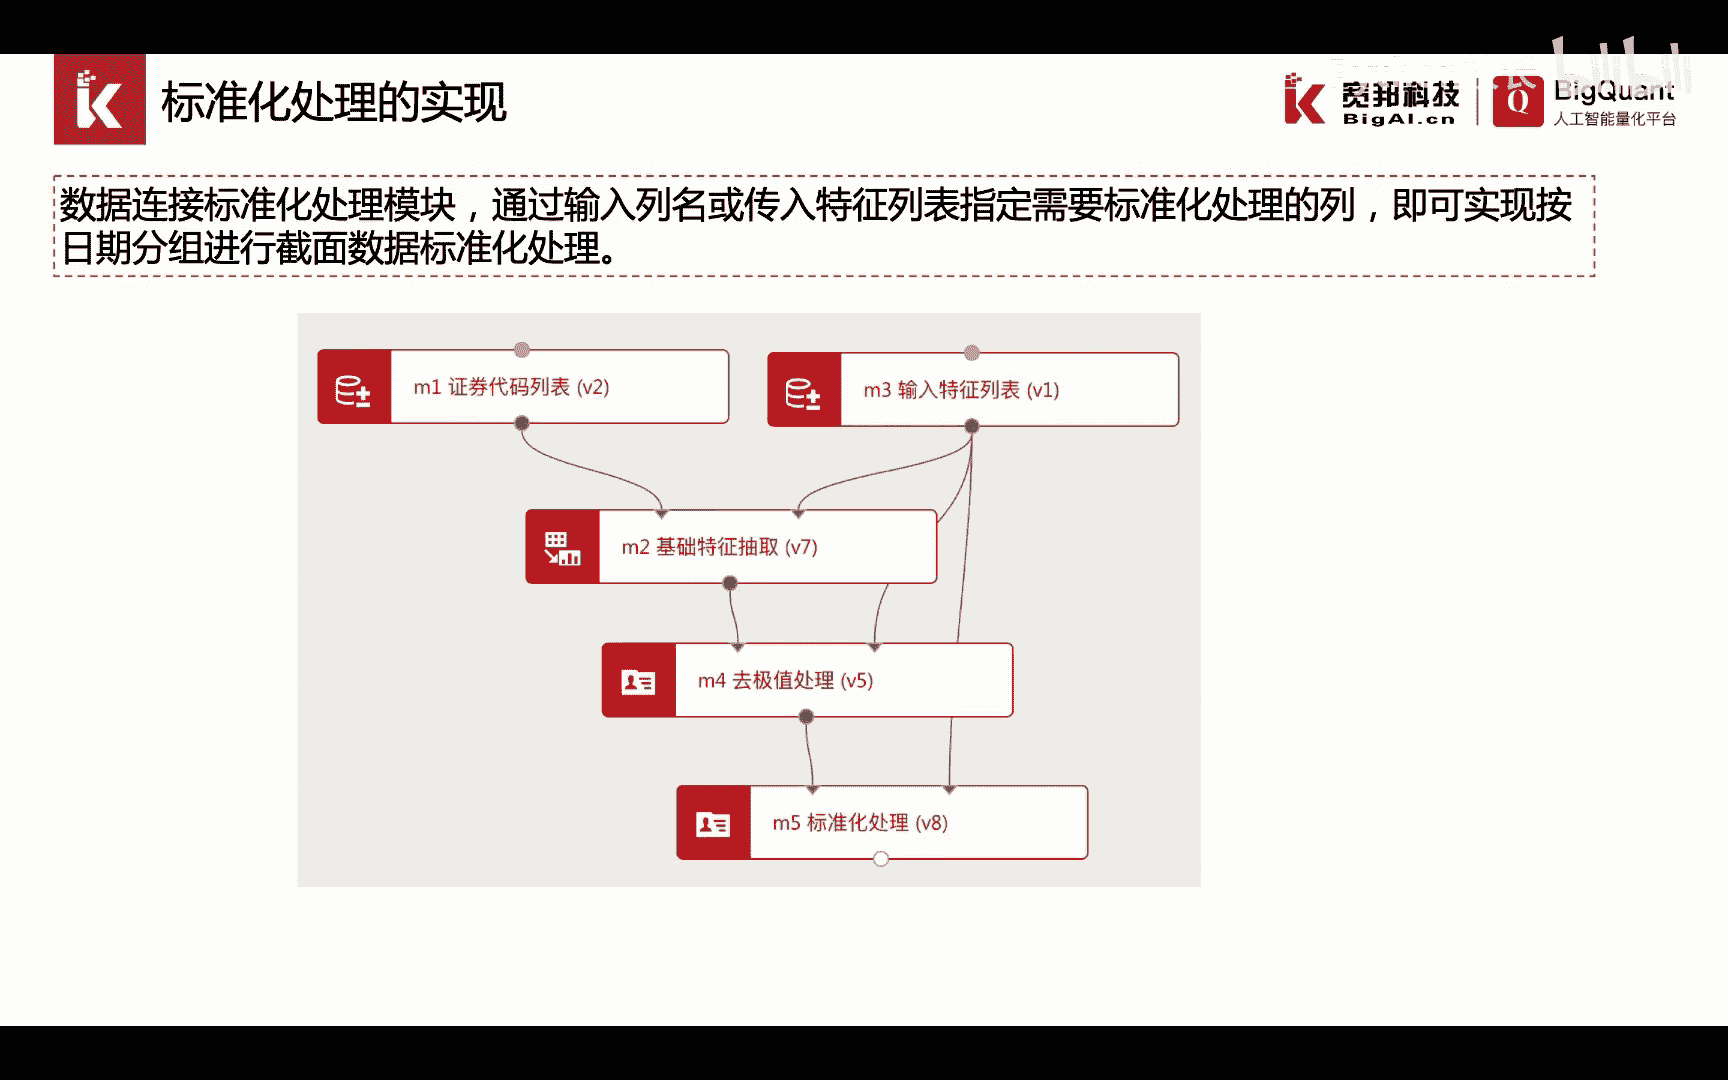 标准化处理的实现
宽邦科技
BigAI.cn
BigQuant
人工智能量化平台
数据连接标准化处理模块，通过输入列名或传入特征列表指定需要标准化处理的列，即可实现按
日期分组进行截面数据标准化处理。
m1 证券代码列表 (v2)
m3 输入特征列表 (v1)
m2 基础特征抽取 (v7)
m4 去极值处理 (v5)
m5 标准化处理 (v8)